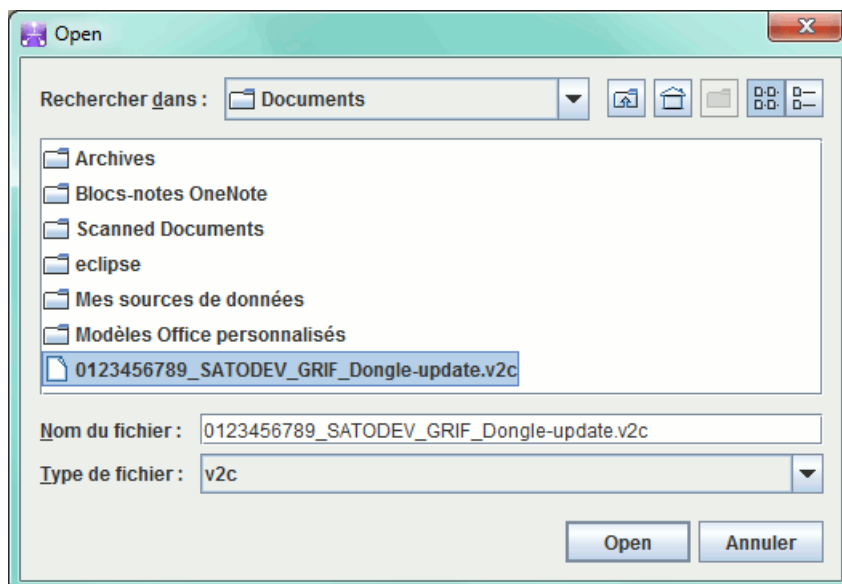 Open
Rechercher dans : Documents
Archives
Blocs-notes OneNote
Scanned Documents
eclipse
Mes sources de données
Modèles Office personnalisés
0123456789_SATODEV_GRIF_Dongle-update.v2c
Nom du fichier : 0123456789_SATODEV_GRIF_Dongle-update.v2c
Type de fichier : v2c
Open Annuler